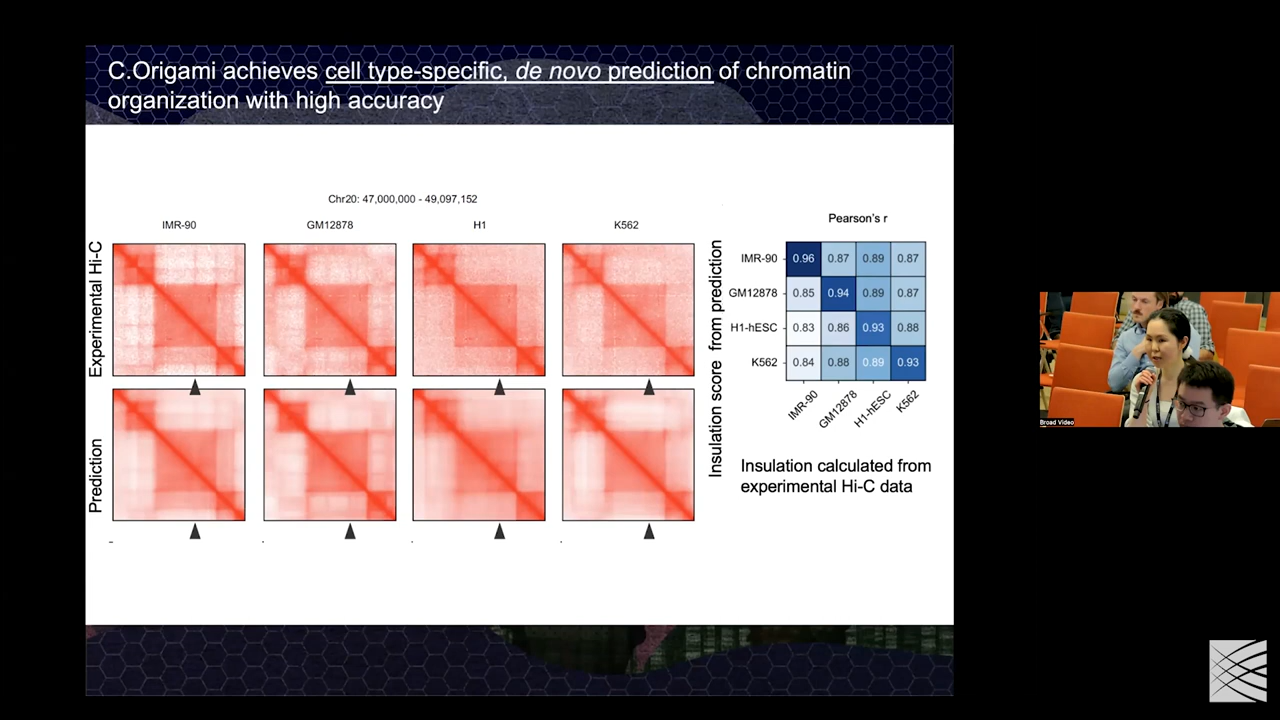 C.Origami achieves cell type-specific, de novo prediction of chromatin
organization with high accuracy
Chr20: 47,000,000 - 49,097,152
IMR-90
GM12878
H1
K562
Experimental Hi-C
Prediction
Insulation score from prediction
Pearson's r
IMR-90 0.96 0.87 0.89 0.87
GM12878 0.85 0.94 0.89 0.87
H1-hESC 0.83 0.86 0.93 0.88
K562 0.84 0.88 0.89 0.93
IMR-90
GM12878
H1-hESC
K562
Insulation calculated from
experimental Hi-C data
Broad Video